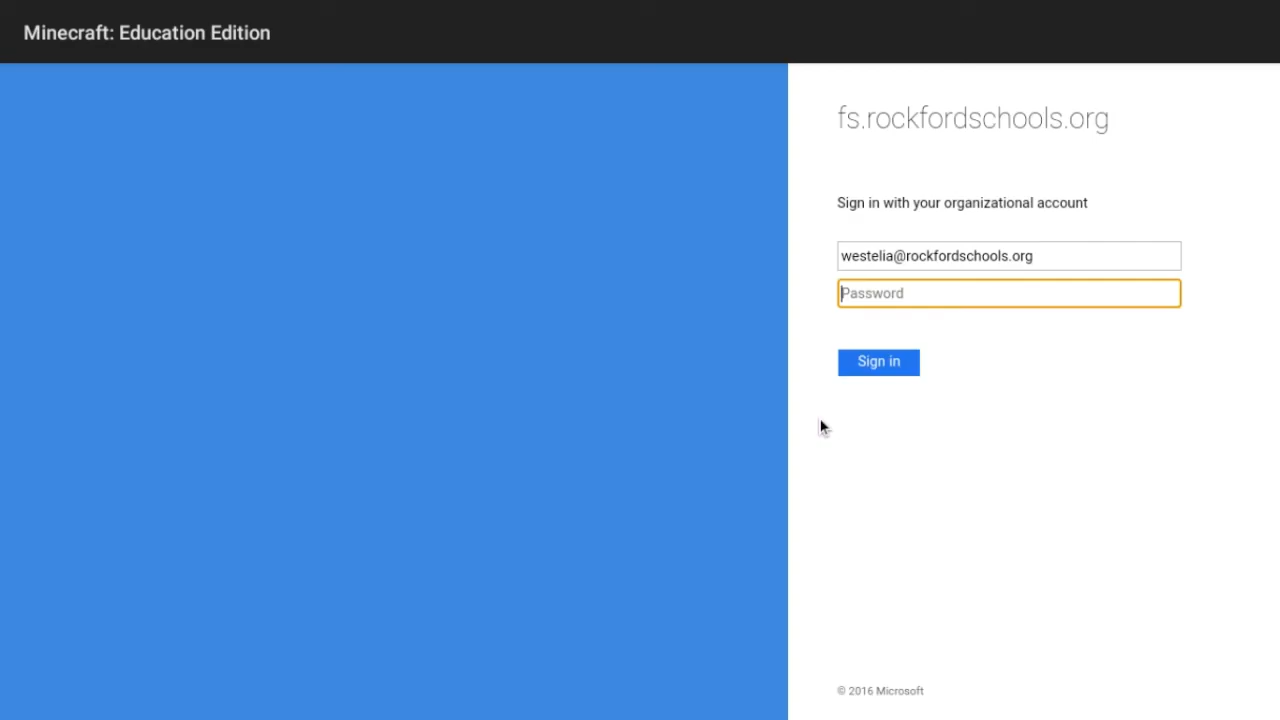 Minecraft: Education Edition
fs.rockfordschools.org
Sign in with your organizational account
westelia@rockfordschools.org
Password
Sign in
© 2016 Microsoft